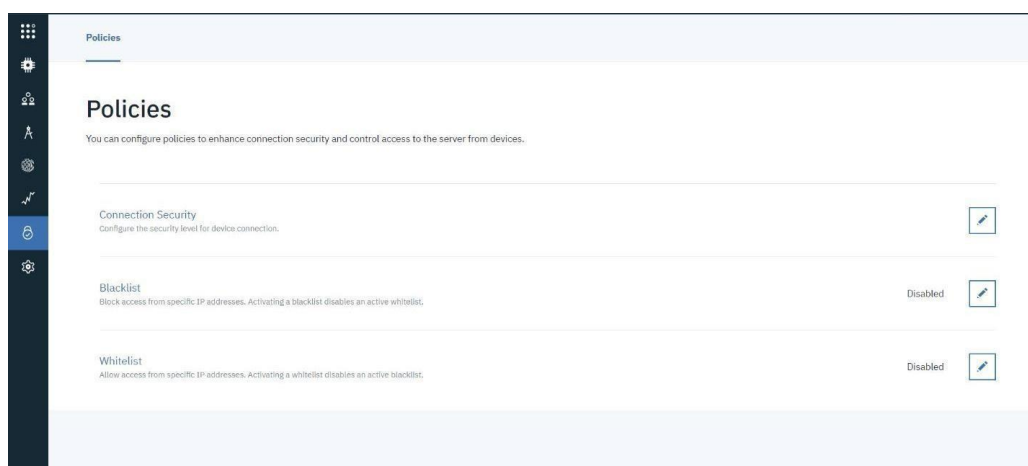 Policies
Policies
You can configure policies to enhance connection security and control access to the server from devices.
Connection Security
Configure the security level for device connection.
Blacklist
Block access from specific IP addresses. Activating a blacklist disables an active whitelist.
Disabled
Whitelist
Allow access from specific IP addresses. Activating a whitelist disables an active blacklist.
Disabled